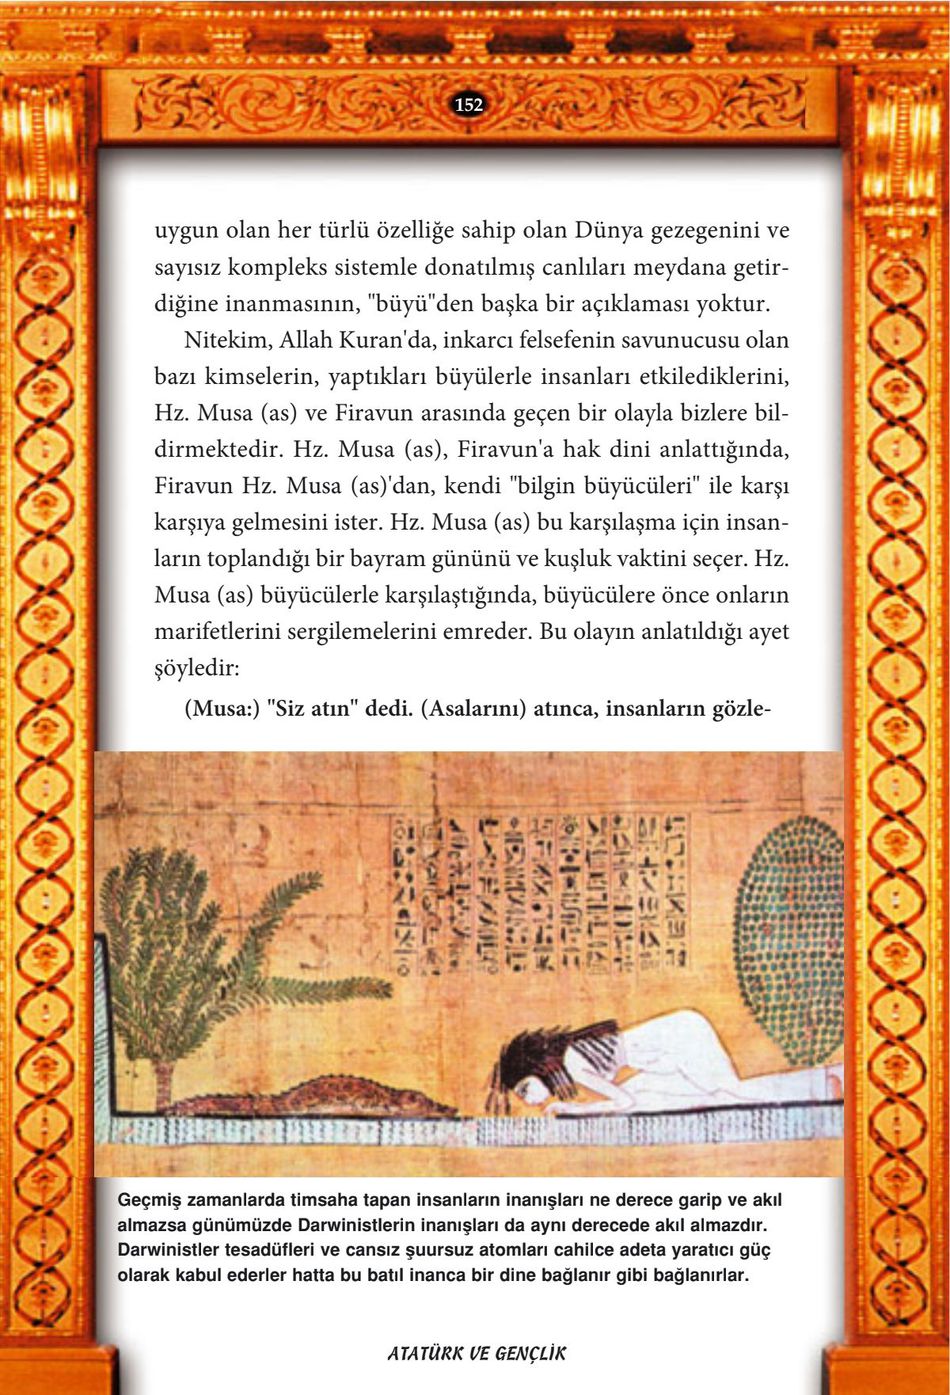 152
uygun olan her türlü özelliğe sahip olan Dünya gezegenini ve
sayısız kompleks sistemle donatılmış canlıları meydana getir-
diğine inanmasının, "büyü"den başka bir açıklaması yoktur.
Nitekim, Allah Kuran'da, inkarcı felsefenin savunucusu olan
bazı kimselerin, yaptıkları büyülerle insanları etkilediklerini,
Hz. Musa (as) ve Firavun arasında geçen bir olayla bizlere bil-
dirmektedir. Hz. Musa (as), Firavun'a hak dini anlattığında,
Firavun Hz. Musa (as)'dan, kendi "bilgin büyücüleri" ile karşı
karşıya gelmesini ister. Hz. Musa (as) bu karşılaşma için insan-
ların toplandığı bir bayram gününü ve kuşluk vaktini seçer. Hz.
Musa (as) büyücülerle karşılaştığında, büyücülere önce onların
marifetlerini sergilemelerini emreder. Bu olayın anlatıldığı ayet
şöyledir:
(Musa:) "Siz atın" dedi. (Asalarını) atınca, insanların gözle-
Geçmiş zamanlarda timsaha tapan insanların inanışları ne derece garip ve akıl
almazsa günümüzde Darwinistlerin inanışları da aynı derecede akıl almazdır.
Darwinistler tesadüfleri ve cansız şuursuz atomları cahilce adeta yaratıcı güç
olarak kabul ederler hatta bu batıl inanca bir dine bağlanır gibi bağlanırlar.
ATATÜRK VE GENÇLİK